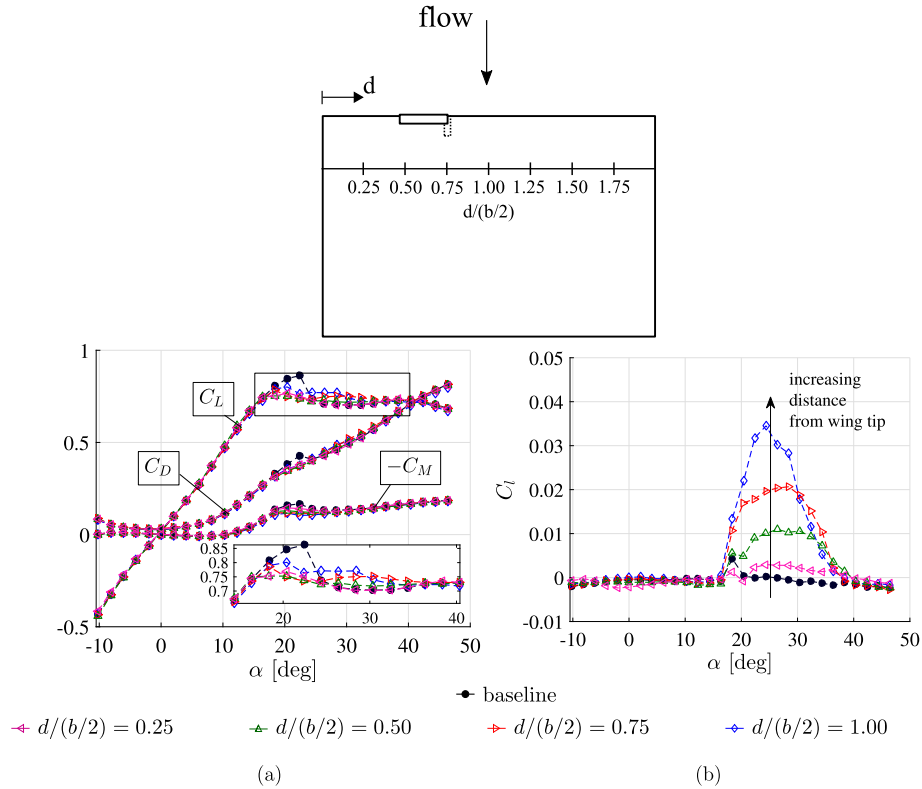 flow
d
0.25 0.50 0.75 1.00 1.25 1.50 1.75
d/(b/2)
1
0.5
0
-0.5
C_L
C_D
−C_M
0.85
0.8
0.75
0.7
20 30 40
-10 0 10 20 30 40 50
α [deg]
0.05
0.04
0.03
0.02
0.01
0
-0.01
C_l
increasing
distance
from wing tip
-10 0 10 20 30 40 50
α [deg]
baseline
d/(b/2) = 0.25 d/(b/2) = 0.50 d/(b/2) = 0.75 d/(b/2) = 1.00
(a) (b)